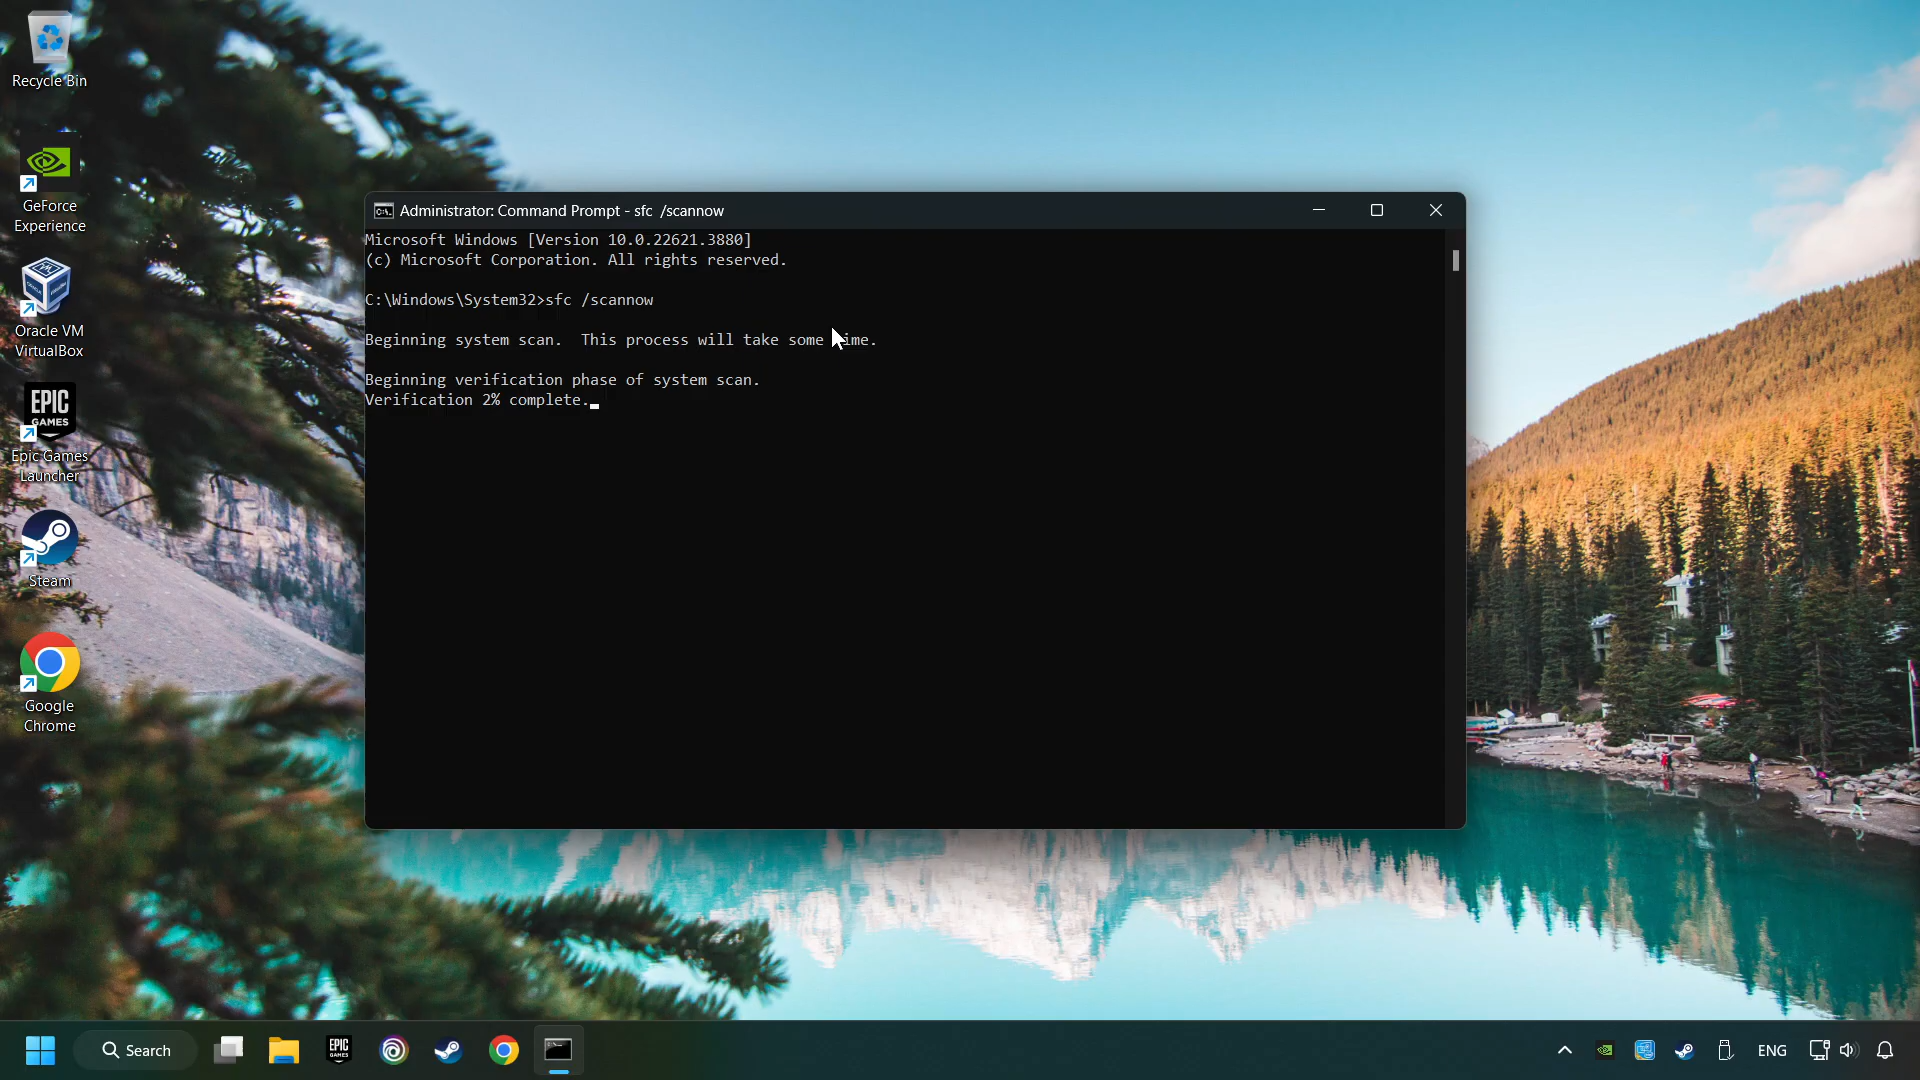 Recycle Bin
GeForce
Experience
Oracle VM
VirtualBox
EPIC
GAMES
Epic Games
Launcher
Steam
Google
Chrome
Administrator: Command Prompt - sfc  /scannow
Microsoft Windows [Version 10.0.22621.3880]
(c) Microsoft Corporation. All rights reserved.
C:\Windows\System32>sfc /scannow
Beginning system scan.  This process will take some time.
Beginning verification phase of system scan.
Verification 2% complete.
Search
EPIC
GAMES
ENG